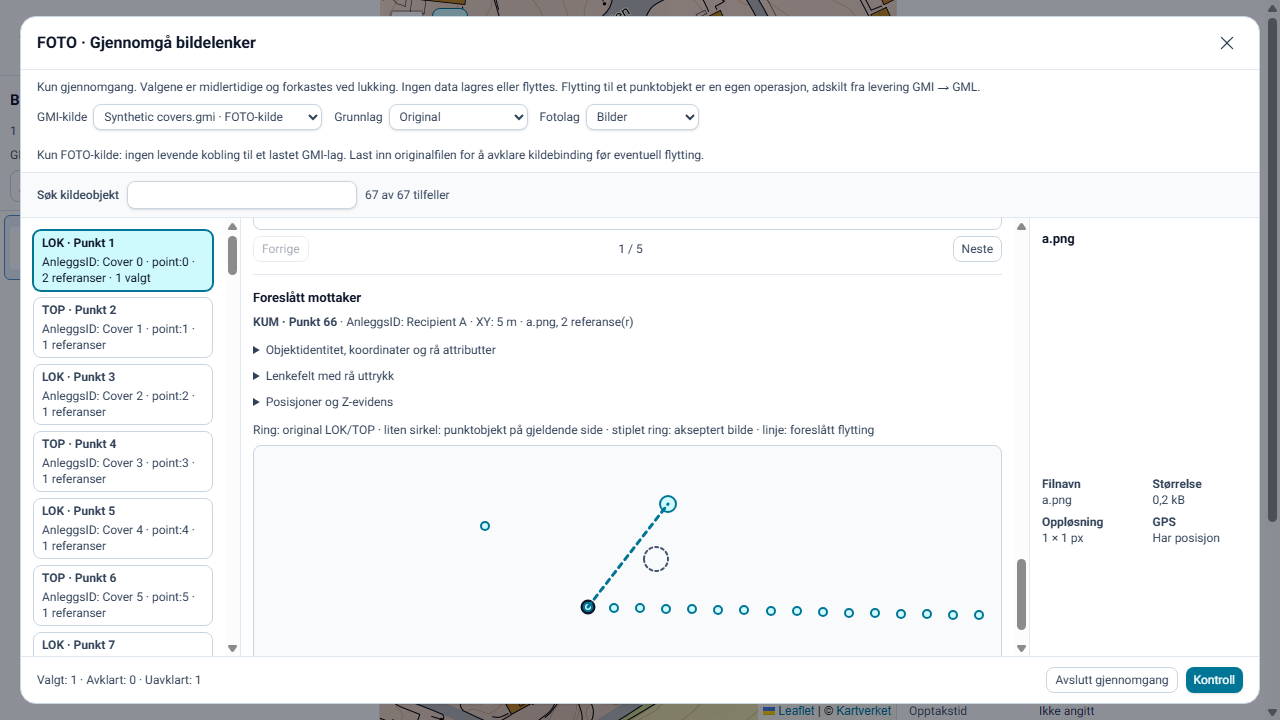 FOTO · Gjennomgå bildelenker
Kun gjennomgang. Valgene er midlertidige og forkastes ved lukking. Ingen data lagres eller flyttes. Flytting til et punktobjekt er en egen operasjon, adskilt fra levering GMI → GML.
GMI-kilde Synthetic covers.gmi · FOTO-kilde Grunnlag Original Fotolag Bilder
Kun FOTO-kilde: ingen levende kobling til et lastet GMI-lag. Last inn originalfilen for å avklare kildebinding før eventuell flytting.
Søk kildeobjekt 67 av 67 tilfeller
LOK · Punkt 1
AnleggsID: Cover 0 · point:0 ·
2 referanser · 1 valgt
TOP · Punkt 2
AnleggsID: Cover 1 · point:1 ·
1 referanser
LOK · Punkt 3
AnleggsID: Cover 2 · point:2 ·
1 referanser
TOP · Punkt 4
AnleggsID: Cover 3 · point:3 ·
1 referanser
LOK · Punkt 5
AnleggsID: Cover 4 · point:4 ·
1 referanser
TOP · Punkt 6
AnleggsID: Cover 5 · point:5 ·
1 referanser
LOK · Punkt 7
Forrige 1 / 5 Neste
Foreslått mottaker
KUM · Punkt 66 · AnleggsID: Recipient A · XY: 5 m · a.png, 2 referanse(r)
Objektidentitet, koordinater og rå attributter
Lenkefelt med rå uttrykk
Posisjoner og Z-evidens
Ring: original LOK/TOP · liten sirkel: punktobjekt på gjeldende side · stiplet ring: akseptert bilde · linje: foreslått flytting
a.png
Filnavn Størrelse
a.png 0,2 kB
Oppløsning GPS
1 × 1 px Har posisjon
Valgt: 1 · Avklart: 0 · Uavklart: 1
Avslutt gjennomgang Kontroll
Leaflet | © Kartverket Opptakstid Ikke angitt